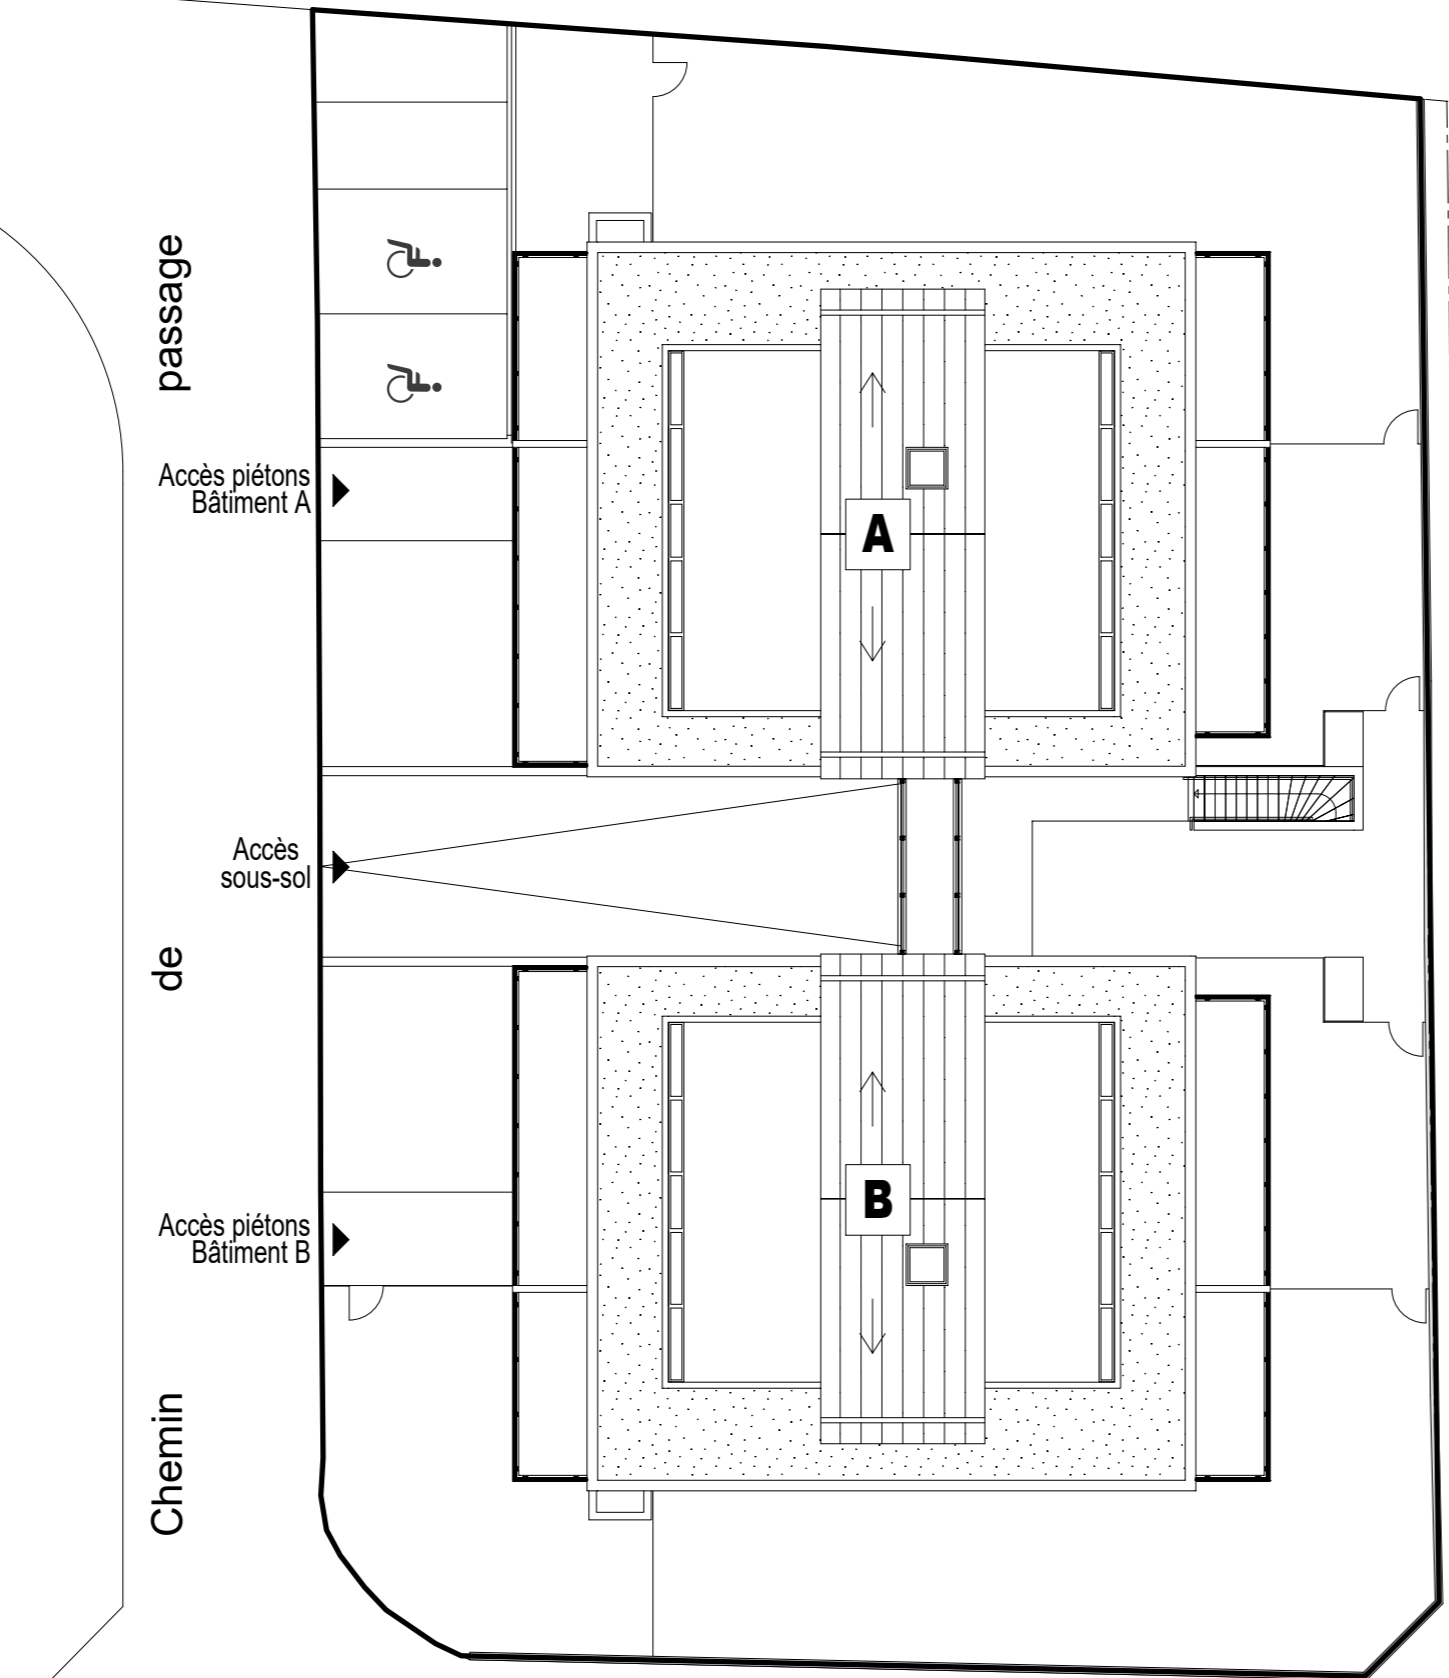 Chemin de passage
Accès piétons
Bâtiment A
A
Accès
sous-sol
B
Accès piétons
Bâtiment B